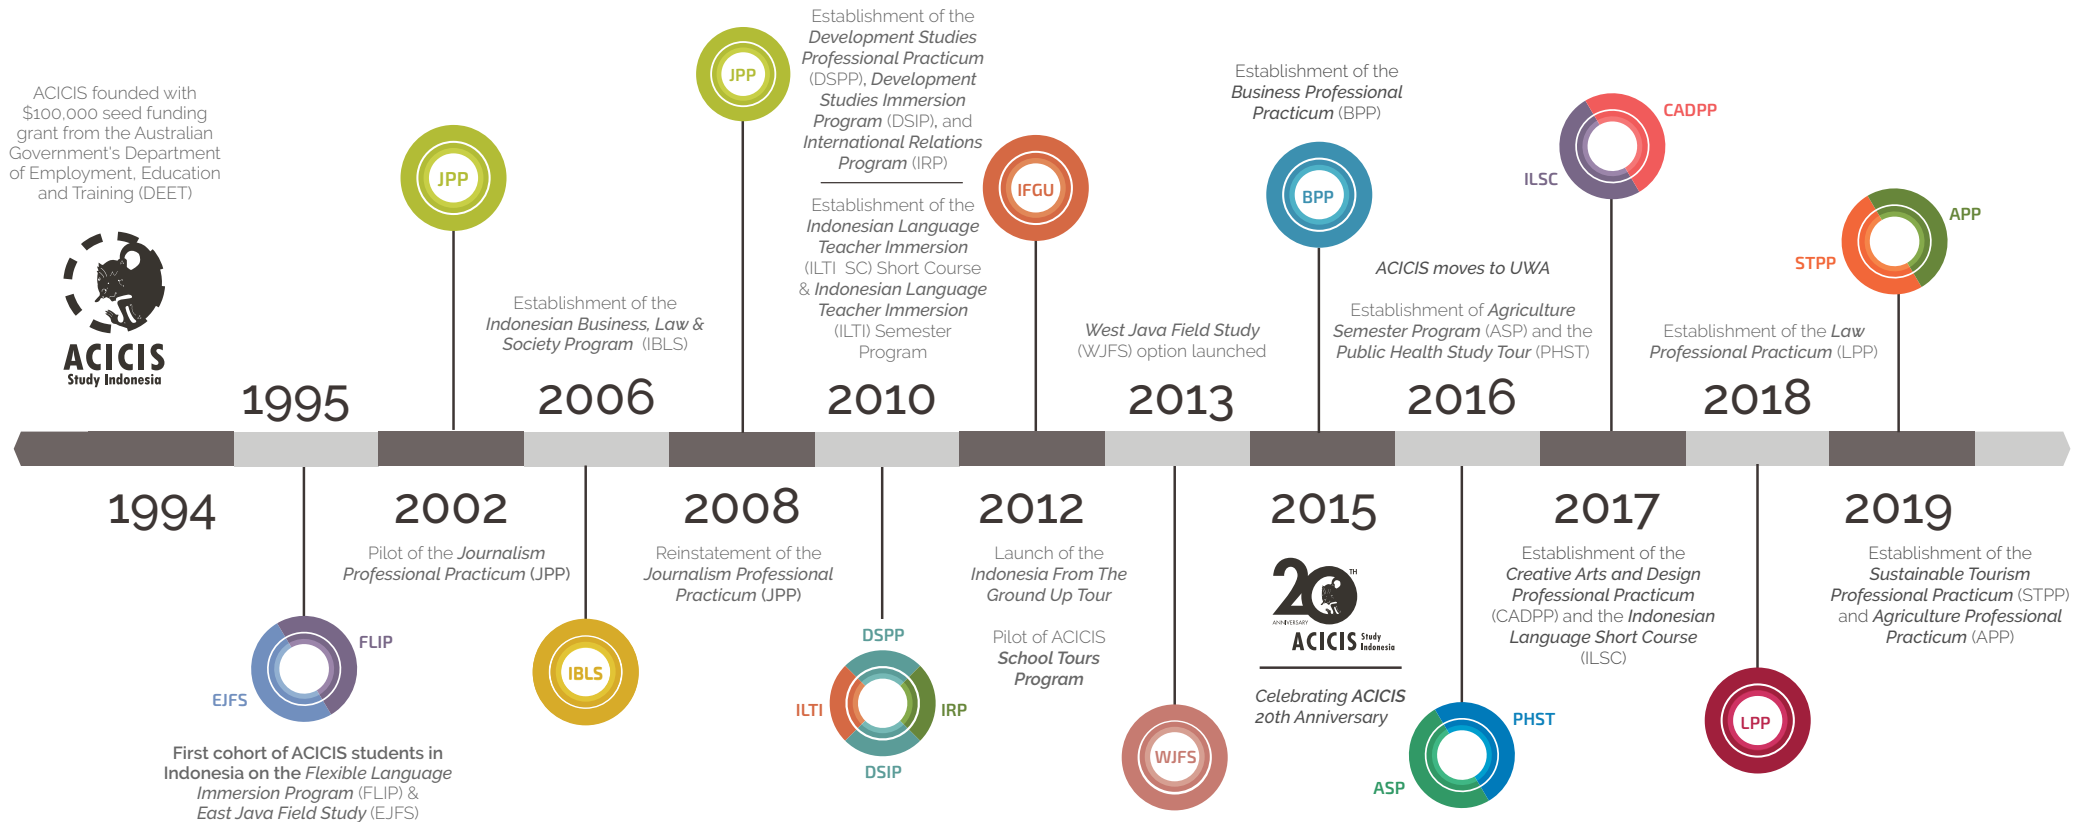 ACICIS founded with
$100,000 seed funding
grant from the Australian
Government's Department
of Employment, Education
and Training (DEET)
ACICIS
Study Indonesia
1994
1995
FLIP
EJFS
First cohort of ACICIS students in
Indonesia on the Flexible Language
Immersion Program (FLIP) &
East Java Field Study (EJFS)
JPP
2002
Pilot of the Journalism
Professional Practicum (JPP)
Establishment of the
Indonesian Business, Law &
Society Program (IBLS)
2006
IBLS
JPP
2008
Reinstatement of the
Journalism Professional
Practicum (JPP)
Establishment of the
Development Studies
Professional Practicum
(DSPP), Development
Studies Immersion
Program (DSIP), and
International Relations
Program (IRP)
Establishment of the
Indonesian Language
Teacher Immersion
(ILTI SC) Short Course
& Indonesian Language
Teacher Immersion
(ILTI) Semester
Program
2010
DSPP
ILTI
IRP
DSIP
IFGU
2012
Launch of the
Indonesia From The
Ground Up Tour
Pilot of ACICIS
School Tours
Program
West Java Field Study
(WJFS) option launched
2013
WJFS
Establishment of the
Business Professional
Practicum (BPP)
BPP
2015
20TH
ANNIVERSARY
ACICIS Study
Indonesia
Celebrating ACICIS
20th Anniversary
ACICIS moves to UWA
Establishment of Agriculture
Semester Program (ASP) and the
Public Health Study Tour (PHST)
2016
PHST
ASP
CADPP
ILSC
2017
Establishment of the
Creative Arts and Design
Professional Practicum
(CADPP) and the Indonesian
Language Short Course
(ILSC)
Establishment of the Law
Professional Practicum (LPP)
2018
LPP
APP
STPP
2019
Establishment of the
Sustainable Tourism
Professional Practicum (STPP)
and Agriculture Professional
Practicum (APP)